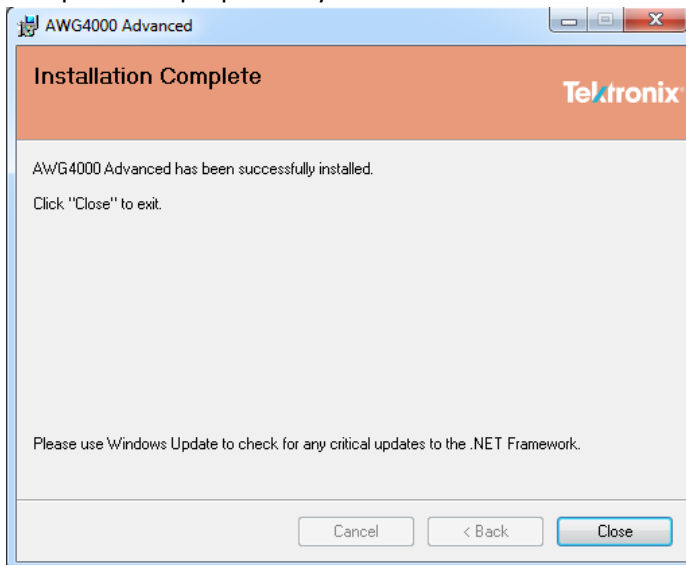 AWG4000 Advanced
Installation Complete
Tektronix
AWG4000 Advanced has been successfully installed.
Click "Close" to exit.
Please use Windows Update to check for any critical updates to the .NET Framework.
Cancel
< Back
Close